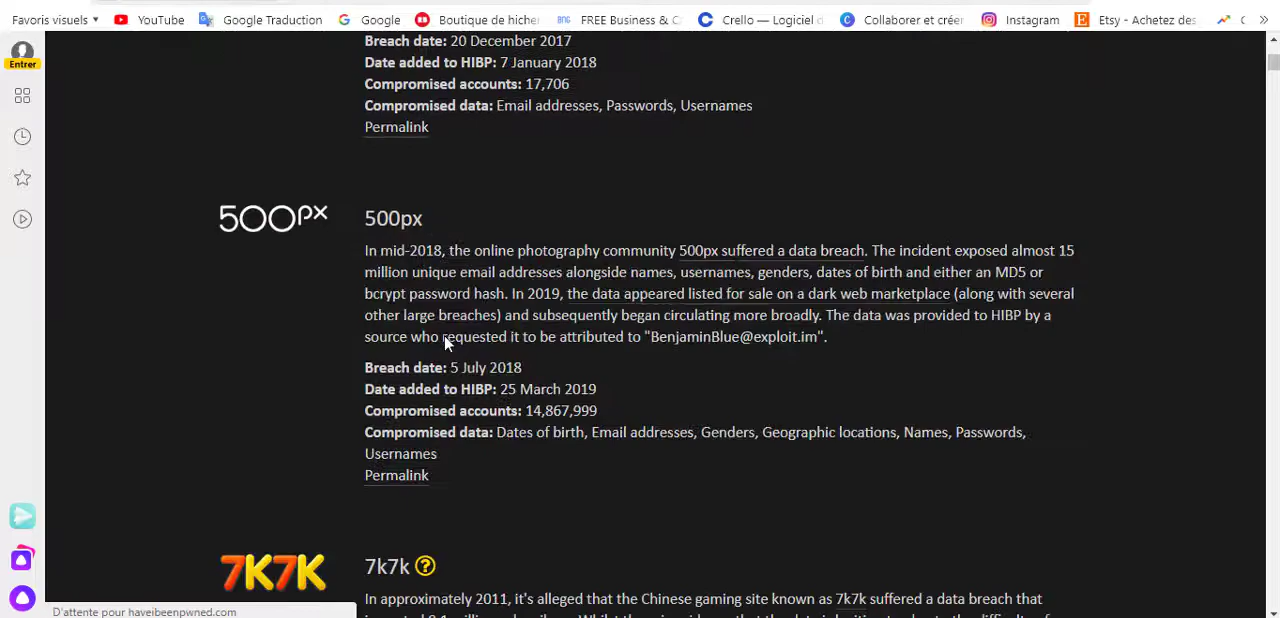 Favoris visuels ▾ YouTube Google Traduction Google Boutique de hicher FREE Business & C Crello — Logiciel d Collaborer et créer Instagram Etsy - Achetez des »
Entrer
Breach date: 20 December 2017
Date added to HIBP: 7 January 2018
Compromised accounts: 17,706
Compromised data: Email addresses, Passwords, Usernames
Permalink
500px 500px
In mid-2018, the online photography community 500px suffered a data breach. The incident exposed almost 15
million unique email addresses alongside names, usernames, genders, dates of birth and either an MD5 or
bcrypt password hash. In 2019, the data appeared listed for sale on a dark web marketplace (along with several
other large breaches) and subsequently began circulating more broadly. The data was provided to HIBP by a
source who requested it to be attributed to "BenjaminBlue@exploit.im".
Breach date: 5 July 2018
Date added to HIBP: 25 March 2019
Compromised accounts: 14,867,999
Compromised data: Dates of birth, Email addresses, Genders, Geographic locations, Names, Passwords,
Usernames
Permalink
7K7K 7k7k ?
In approximately 2011, it's alleged that the Chinese gaming site known as 7k7k suffered a data breach that
D'attente pour haveibeenpwned.com